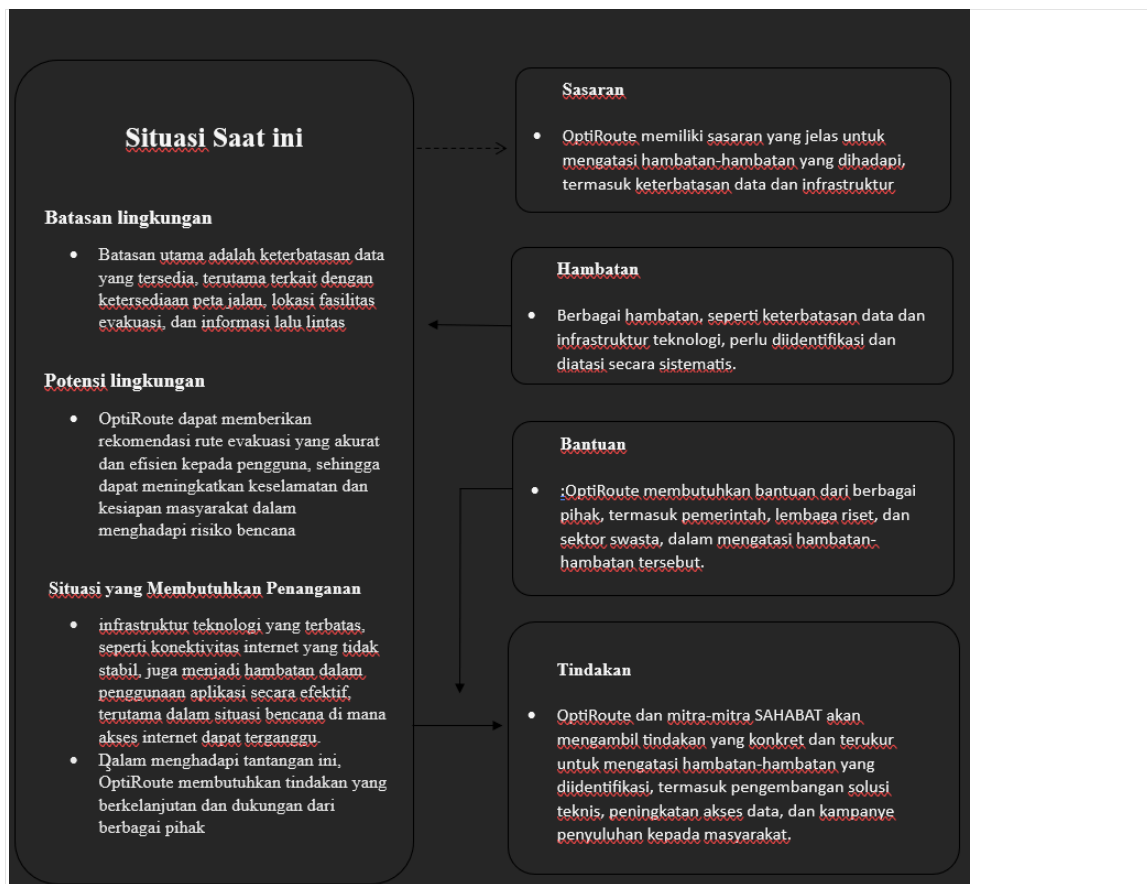 Situasi Saat ini
Batasan lingkungan
• Batasan utama adalah keterbatasan data
yang tersedia, terutama terkait dengan
ketersediaan peta jalan, lokasi fasilitas
evakuasi, dan informasi lalu lintas
Potensi lingkungan
• OptiRoute dapat memberikan
rekomendasi rute evakuasi yang akurat
dan efisien kepada pengguna, sehingga
dapat meningkatkan keselamatan dan
kesiapan masyarakat dalam
menghadapi risiko bencana
Situasi yang Membutuhkan Penanganan
• infrastruktur teknologi yang terbatas,
seperti konektivitas internet yang tidak
stabil, juga menjadi hambatan dalam
penggunaan aplikasi secara efektif,
terutama dalam situasi bencana di mana
akses internet dapat terganggu.
• Dalam menghadapi tantangan ini,
OptiRoute membutuhkan tindakan yang
berkelanjutan dan dukungan dari
berbagai pihak
Sasaran
• OptiRoute memiliki sasaran yang jelas untuk
mengatasi hambatan-hambatan yang dihadapi,
termasuk keterbatasan data dan infrastruktur
Hambatan
• Berbagai hambatan, seperti keterbatasan data dan
infrastruktur teknologi, perlu diidentifikasi dan
diatasi secara sistematis.
Bantuan
• :OptiRoute membutuhkan bantuan dari berbagai
pihak, termasuk pemerintah, lembaga riset, dan
sektor swasta, dalam mengatasi hambatan-
hambatan tersebut.
Tindakan
• OptiRoute dan mitra-mitra SAHABAT akan
mengambil tindakan yang konkret dan terukur
untuk mengatasi hambatan-hambatan yang
diidentifikasi, termasuk pengembangan solusi
teknis, peningkatan akses data, dan kampanye
penyuluhan kepada masyarakat.